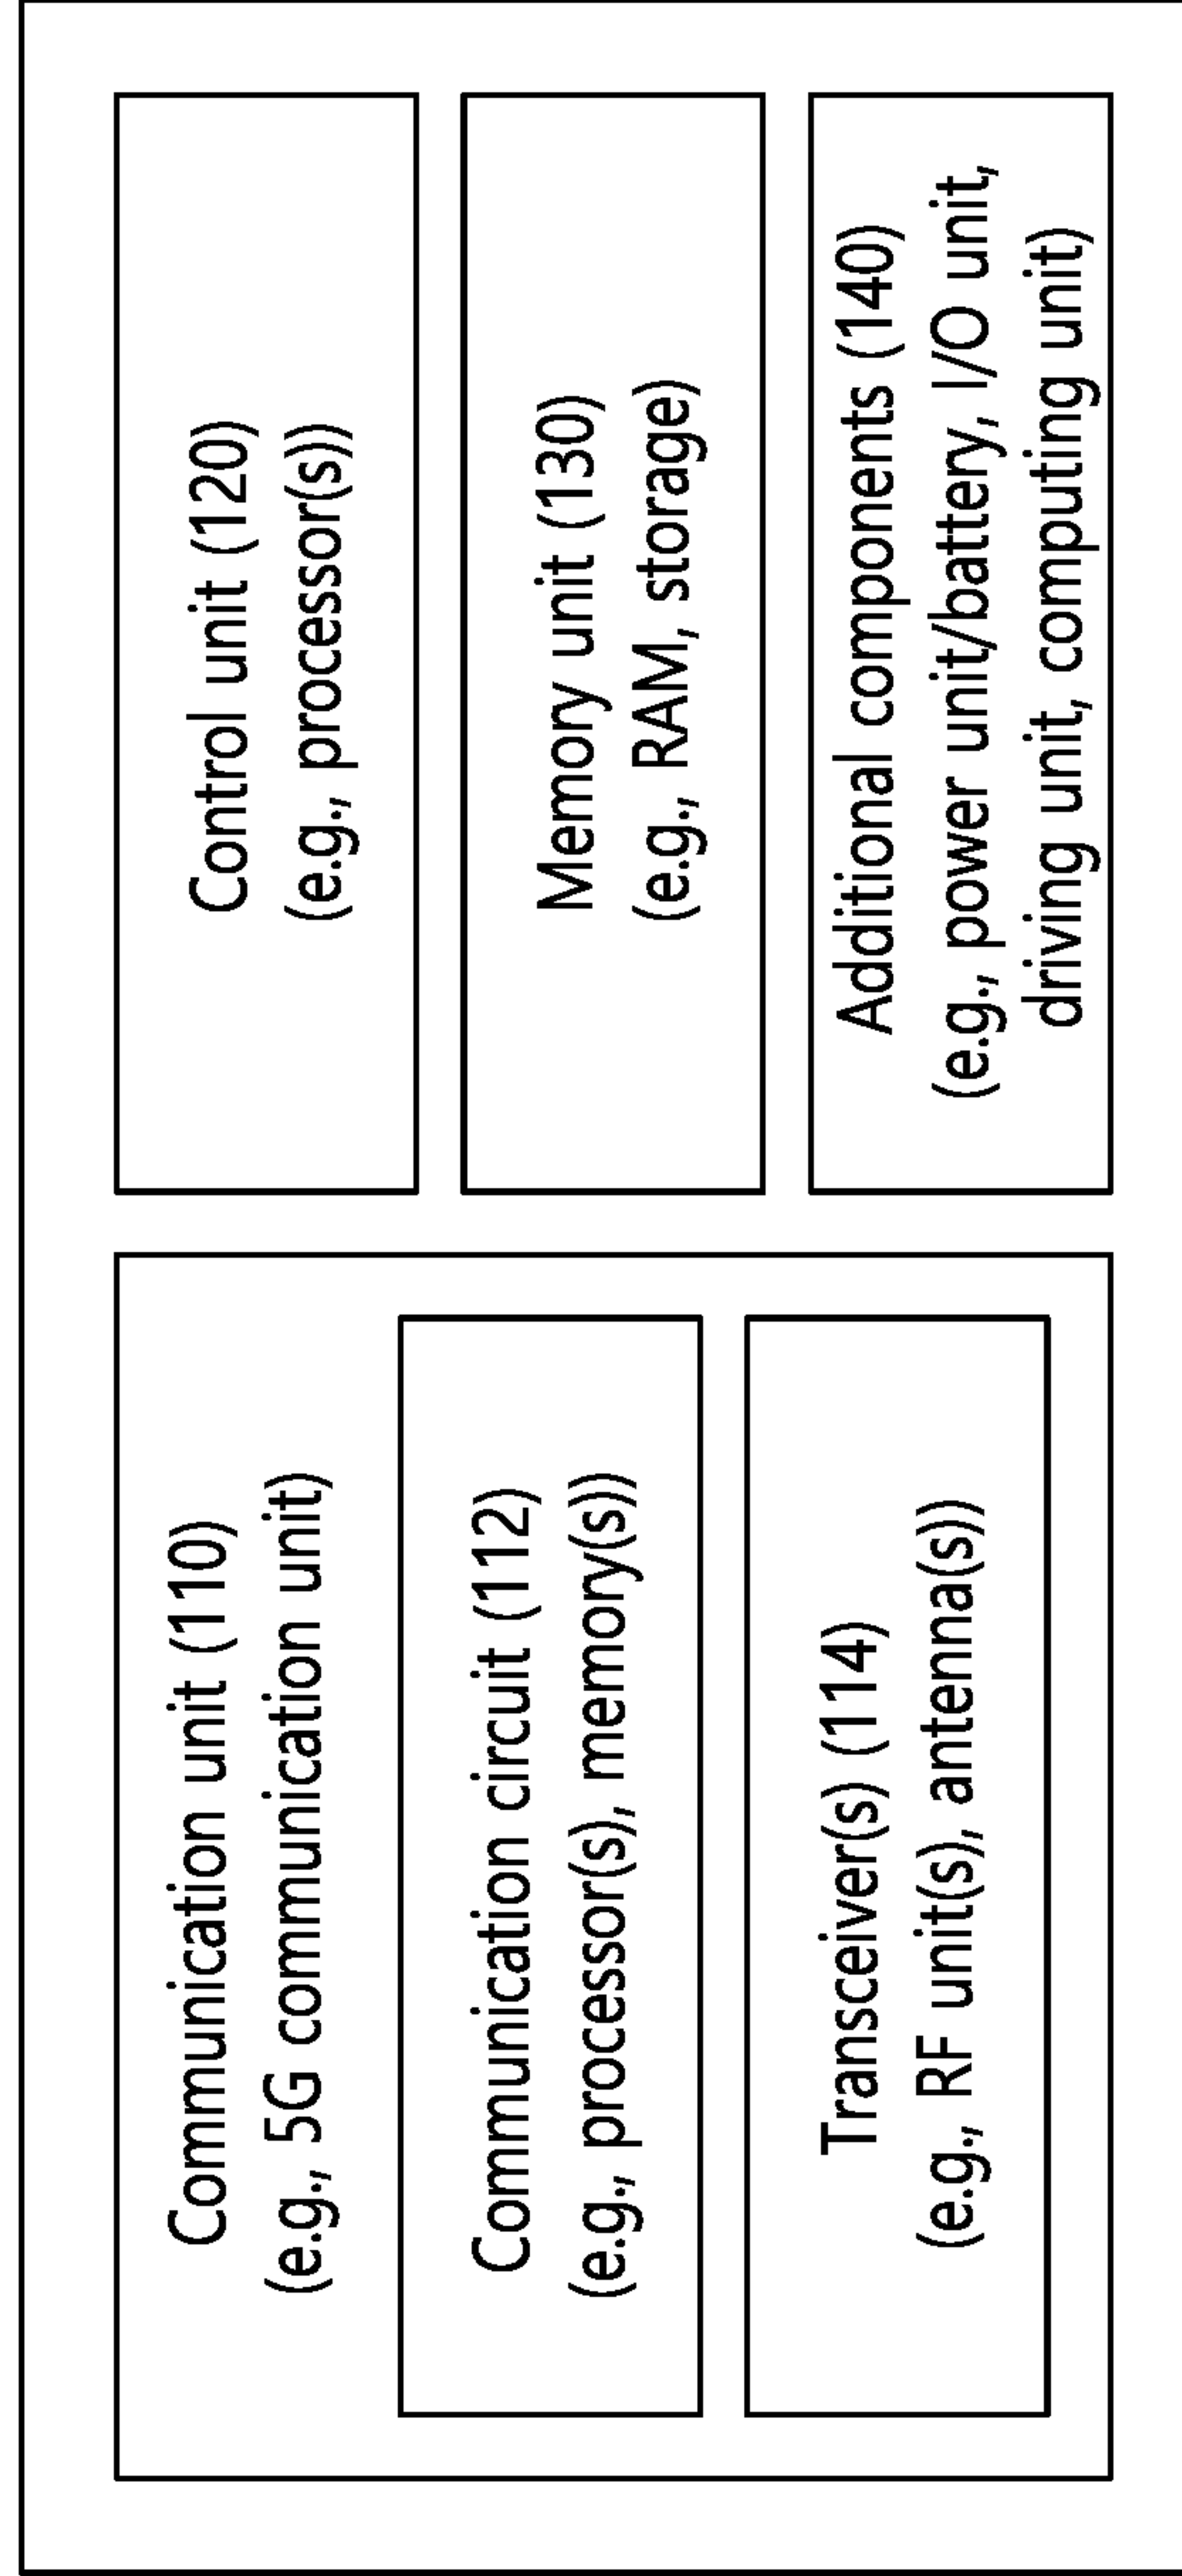 Communication unit (110)
(e.g., 5G communication unit)
Communication circuit (112)
(e.g., processor(s), memory(s))
Transceiver(s) (114)
(e.g., RF unit(s), antenna(s))
Control unit (120)
(e.g., processor(s))
Memory unit (130)
(e.g., RAM, storage)
Additional components (140)
(e.g., power unit/battery, I/O unit,
driving unit, computing unit)